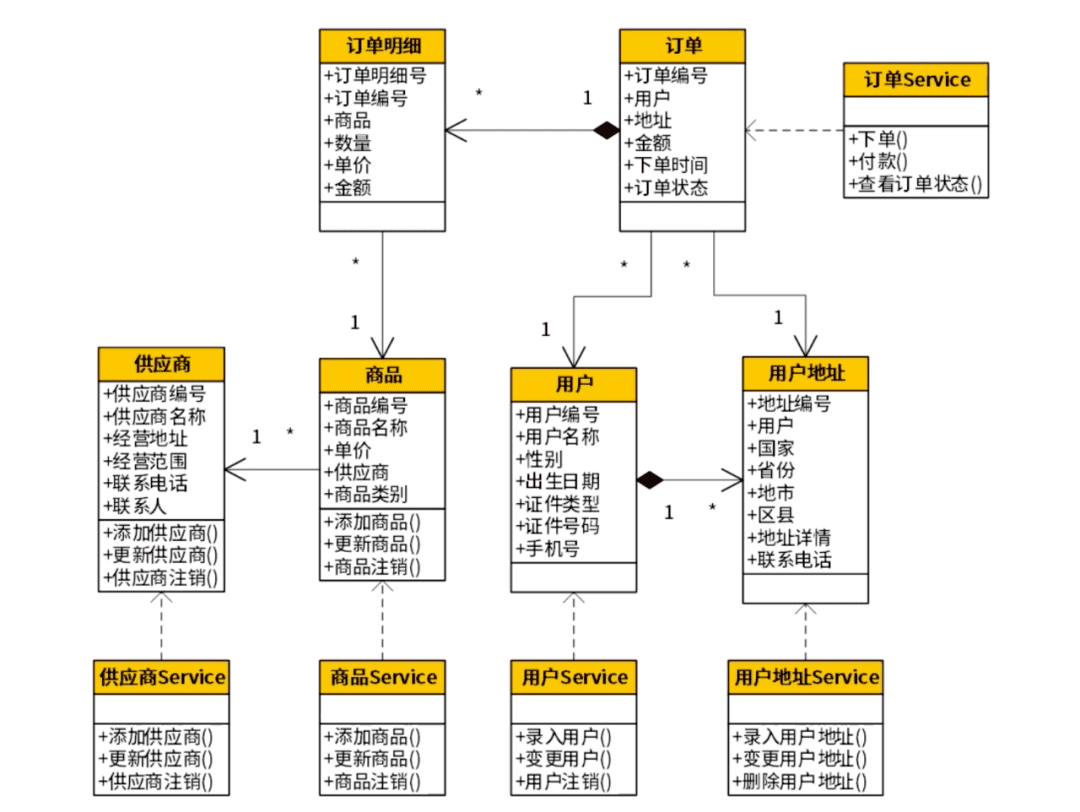 订单明细
+订单明细号
+订单编号
+商品
+数量
+单价
+金额
*
1
订单
+订单编号
+用户
+地址
+金额
+下单时间
+订单状态
订单Service
+下单()
+付款()
+查看订单状态()
*
1
*
1
*
1
供应商
+供应商编号
+供应商名称
+经营地址
+经营范围
+联系电话
+联系人
+添加供应商()
+更新供应商()
+供应商注销()
1
*
商品
+商品编号
+商品名称
+单价
+供应商
+商品类别
+添加商品()
+更新商品()
+商品注销()
用户
+用户编号
+用户名称
+性别
+出生日期
+证件类型
+证件号码
+手机号
1
*
用户地址
+地址编号
+用户
+国家
+省份
+地市
+区县
+地址详情
+联系电话
供应商Service
+添加供应商()
+更新供应商()
+供应商注销()
商品Service
+添加商品()
+更新商品()
+商品注销()
用户Service
+录入用户()
+变更用户()
+用户注销()
用户地址Service
+录入用户地址()
+变更用户地址()
+删除用户地址()